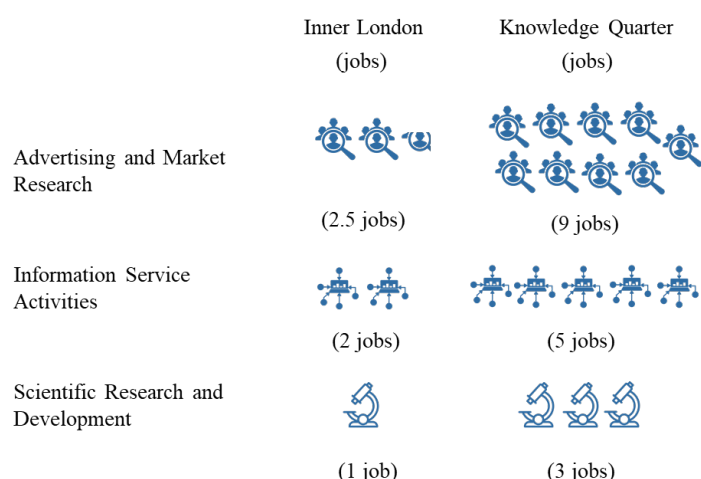 Inner London
(jobs)
Knowledge Quarter
(jobs)
Advertising and Market
Research
(2.5 jobs)
(9 jobs)
Information Service
Activities
(2 jobs)
(5 jobs)
Scientific Research and
Development
(1 job)
(3 jobs)